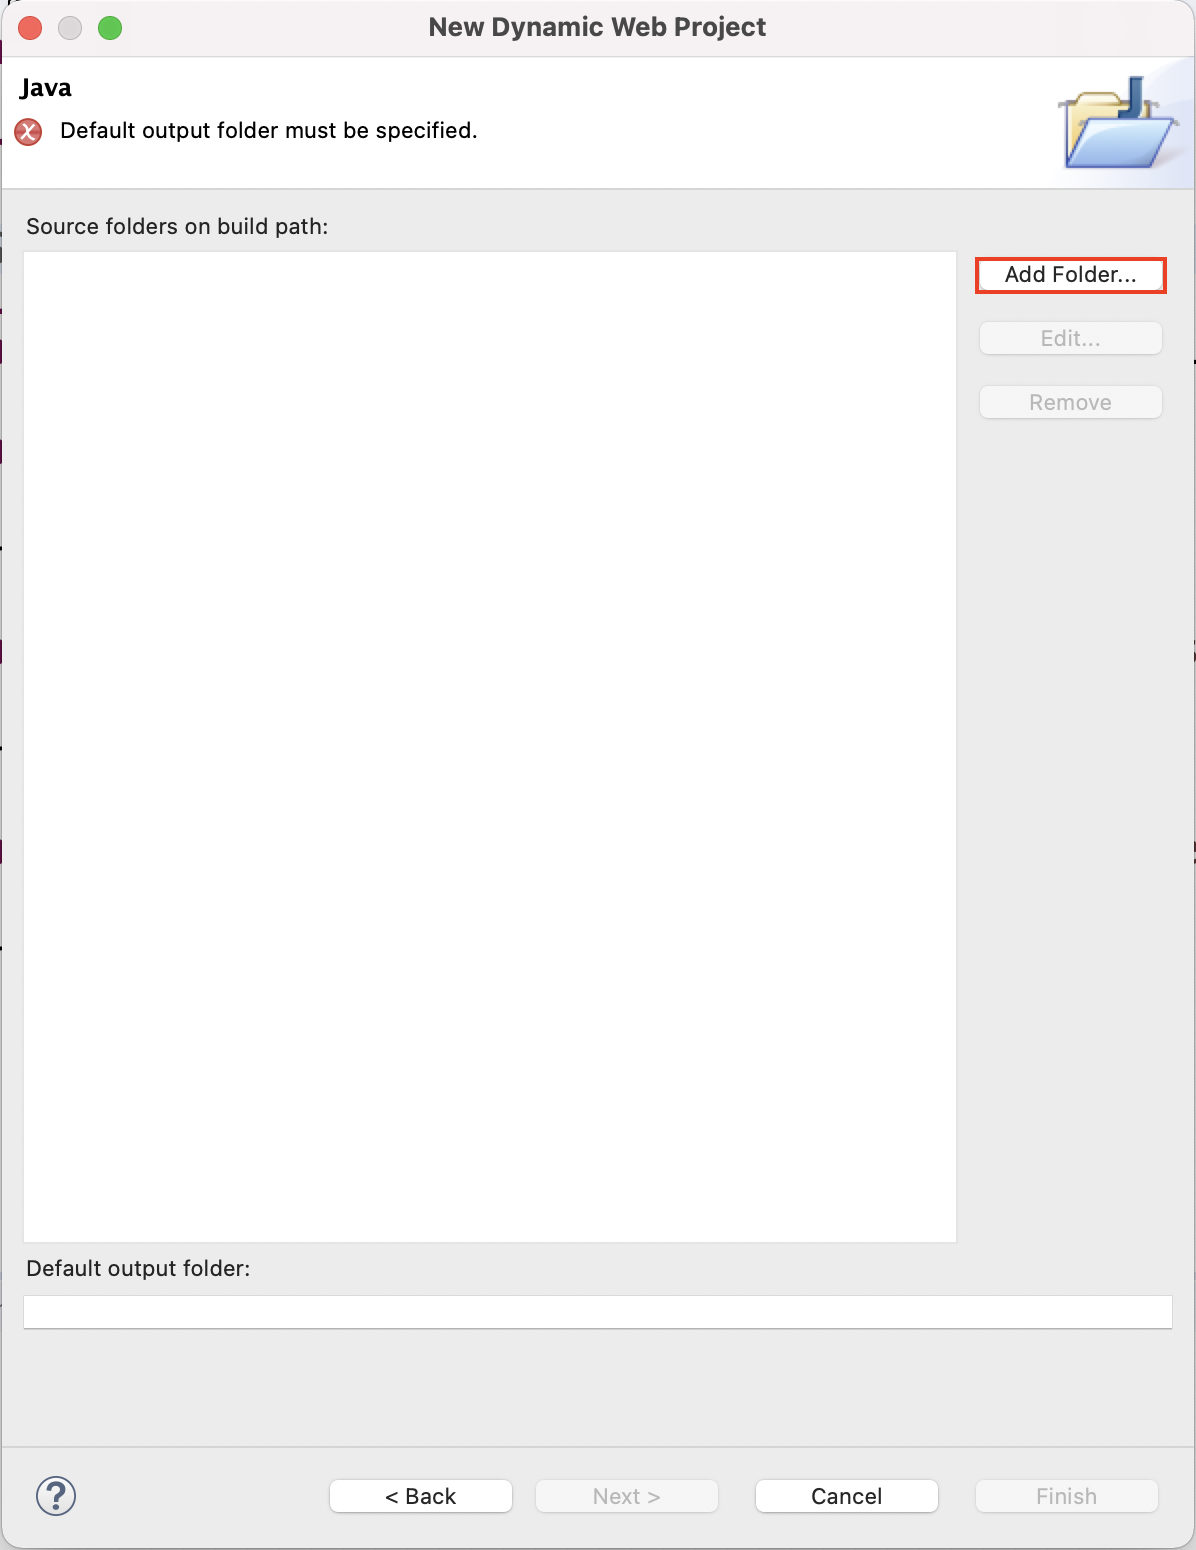 New Dynamic Web Project
Java
Default output folder must be specified.
Source folders on build path:
Add Folder...
Edit...
Remove
Default output folder:
?
< Back
Next >
Cancel
Finish